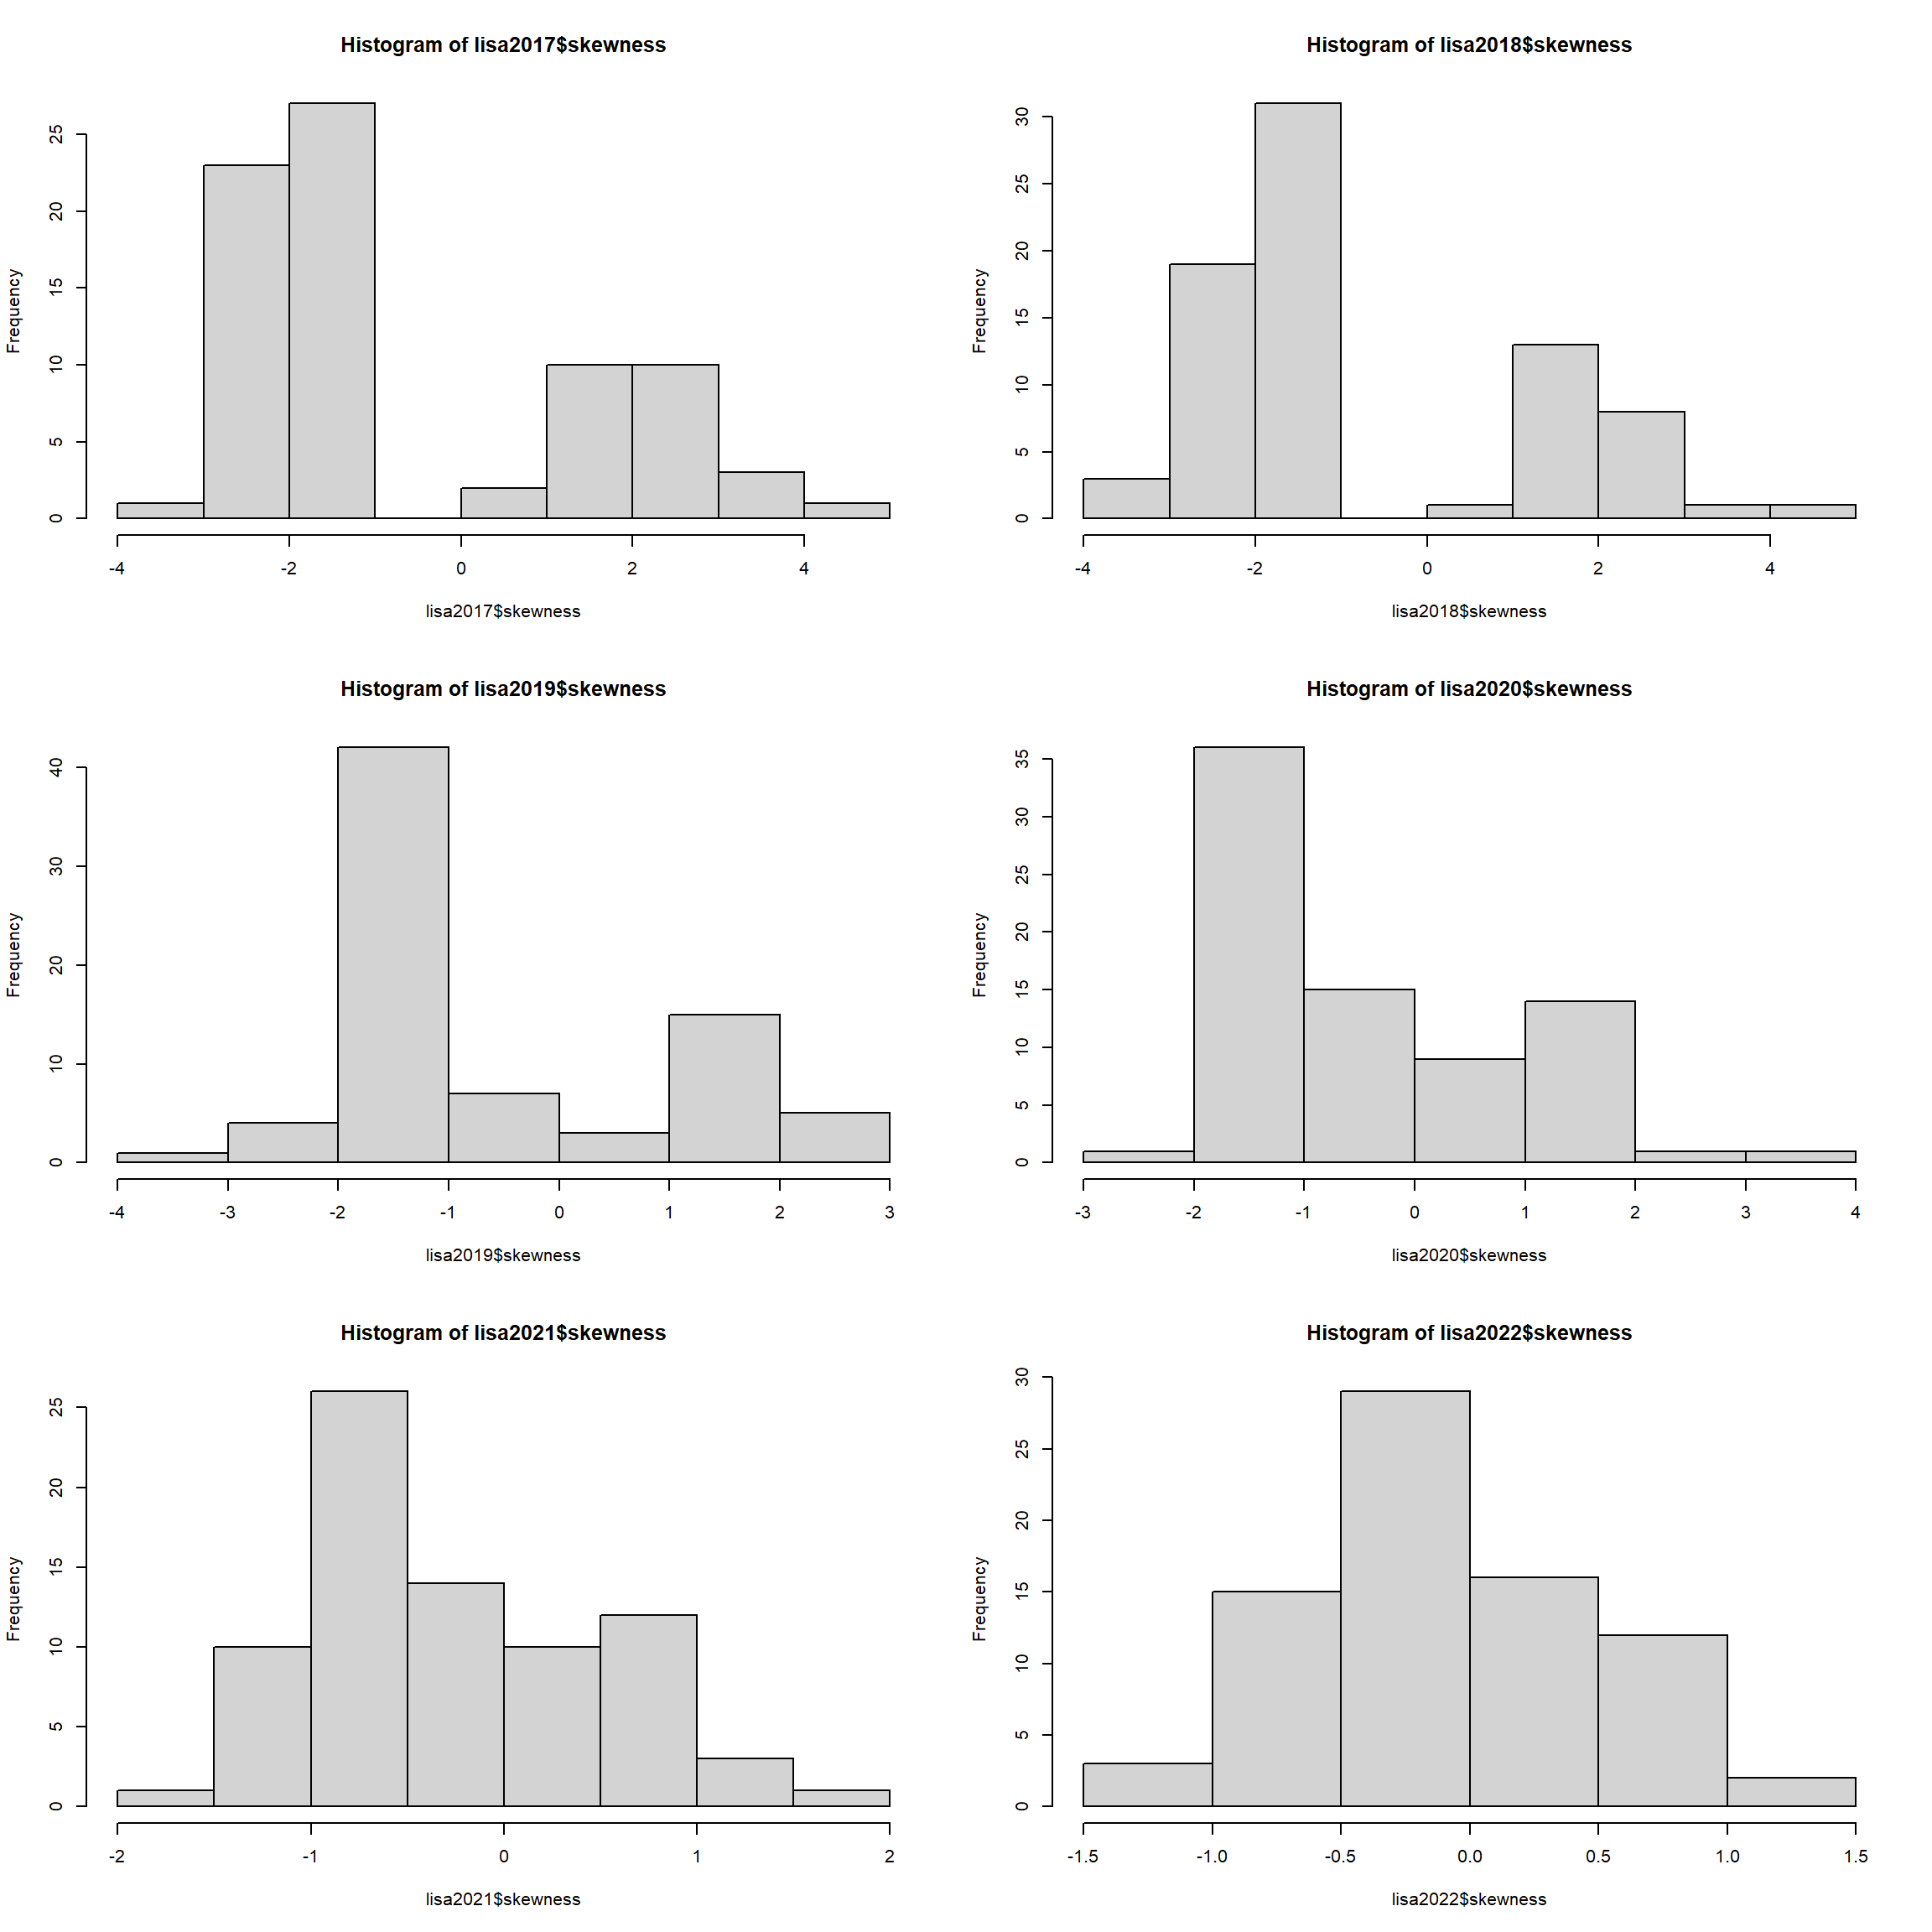 Histogram of lisa2017$skewness
Frequency
25
20
15
10
5
0
-4 -2 0 2 4
lisa2017$skewness
Histogram of lisa2018$skewness
Frequency
30
25
20
15
10
5
0
-4 -2 0 2 4
lisa2018$skewness
Histogram of lisa2019$skewness
Frequency
40
30
20
10
0
-4 -3 -2 -1 0 1 2 3
lisa2019$skewness
Histogram of lisa2020$skewness
Frequency
35
30
25
20
15
10
5
0
-3 -2 -1 0 1 2 3 4
lisa2020$skewness
Histogram of lisa2021$skewness
Frequency
25
20
15
10
5
0
-2 -1 0 1 2
lisa2021$skewness
Histogram of lisa2022$skewness
Frequency
30
25
20
15
10
5
0
-1.5 -1.0 -0.5 0.0 0.5 1.0 1.5
lisa2022$skewness